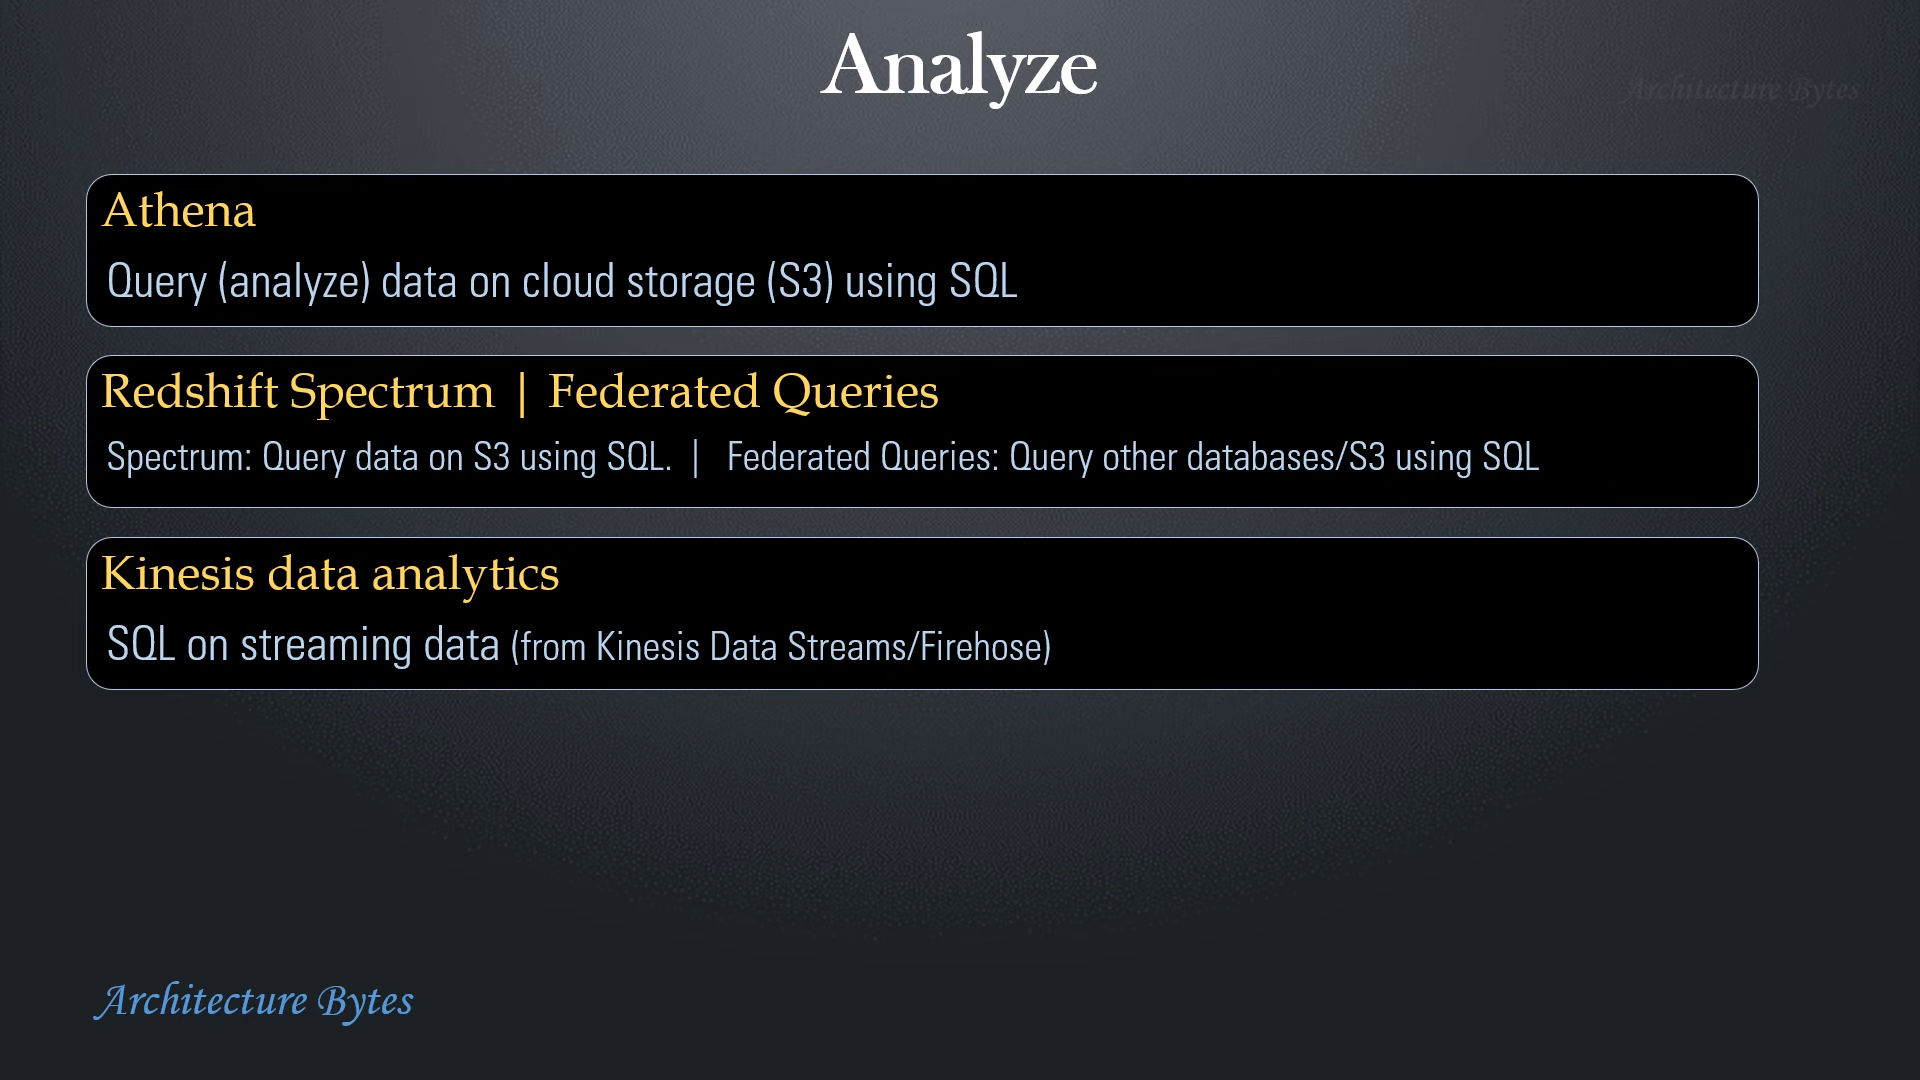 Analyze
Architecture Bytes
Athena
Query (analyze) data on cloud storage (S3) using SQL
Redshift Spectrum | Federated Queries
Spectrum: Query data on S3 using SQL. | Federated Queries: Query other databases/S3 using SQL
Kinesis data analytics
SQL on streaming data (from Kinesis Data Streams/Firehose)
Architecture Bytes